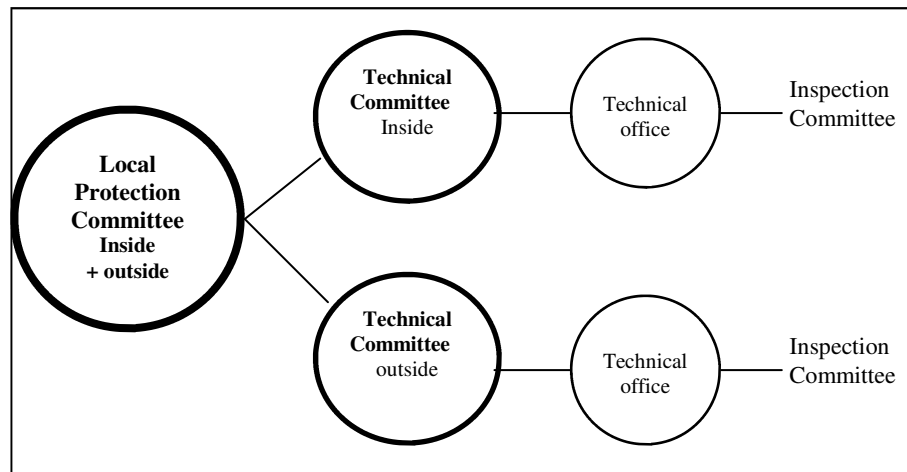 Local
Protection
Committee
Inside
+ outside
Technical
Committee
Inside
Technical
office
Inspection
Committee
Technical
Committee
outside
Technical
office
Inspection
Committee